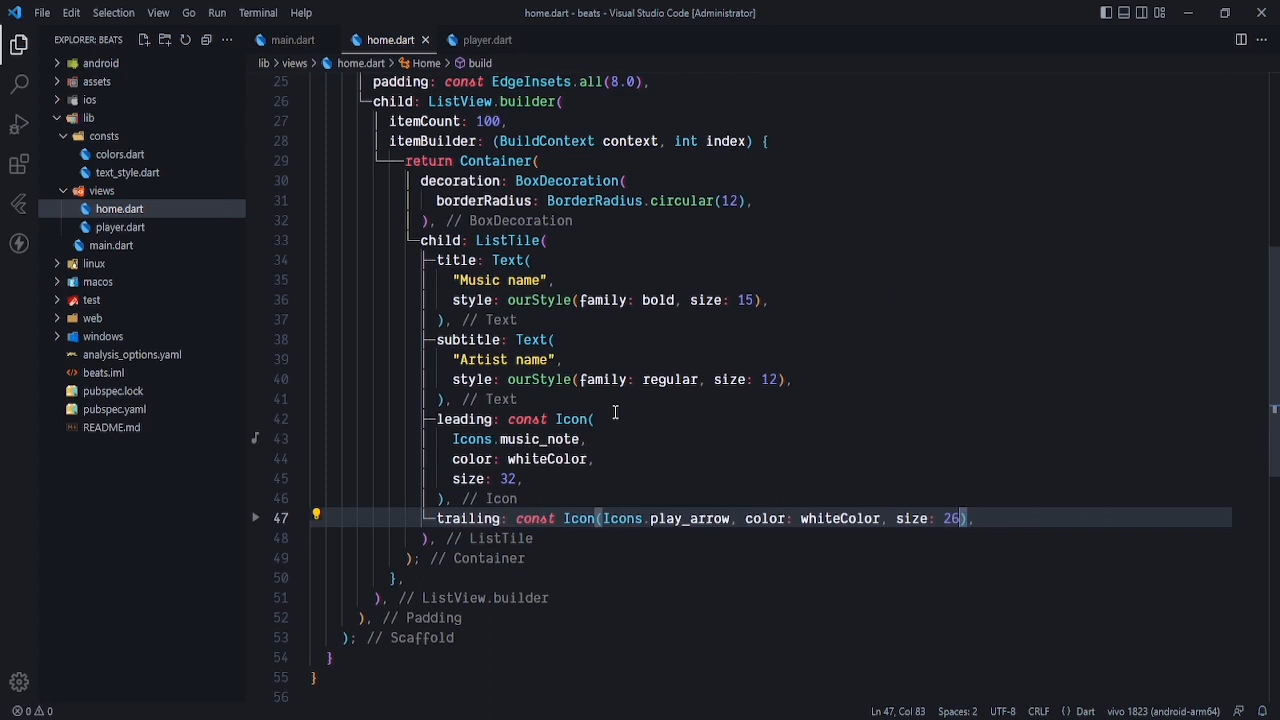 File Edit Selection View Go Run Terminal Help
home.dart - beats - Visual Studio Code [Administrator]
EXPLORER: BEATS
main.dart
home.dart
player.dart
lib > views > home.dart > Home > build
android
assets
ios
lib
consts
colors.dart
text_style.dart
views
home.dart
player.dart
main.dart
linux
macos
test
web
windows
analysis_options.yaml
beats.iml
pubspec.lock
pubspec.yaml
README.md
25 padding: const EdgeInsets.all(8.0),
26 child: ListView.builder(
27 itemCount: 100,
28 itemBuilder: (BuildContext context, int index) {
29 return Container(
30 decoration: BoxDecoration(
31 borderRadius: BorderRadius.circular(12),
32 ), // BoxDecoration
33 child: ListTile(
34 title: Text(
35 "Music name",
36 style: ourStyle(family: bold, size: 15),
37 ), // Text
38 subtitle: Text(
39 "Artist name",
40 style: ourStyle(family: regular, size: 12),
41 ), // Text
42 leading: const Icon(
43 Icons.music_note,
44 color: whiteColor,
45 size: 32,
46 ), // Icon
47 trailing: const Icon(Icons.play_arrow, color: whiteColor, size: 26),
48 ), // ListTile
49 ); // Container
50 },
51 ), // ListView.builder
52 ), // Padding
53 ); // Scaffold
54 }
55 }
56
0 0 Ln 47, Col 83 Spaces: 2 UTF-8 CRLF {} Dart vivo 1823 (android-arm64)